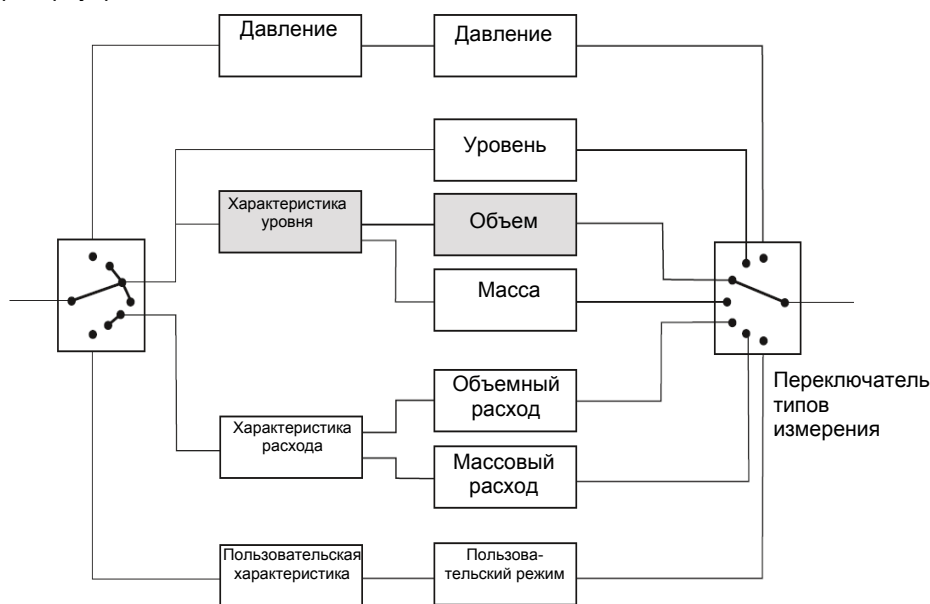 Давление
Давление
Уровень
Характеристика
уровня
Объем
Масса
Объемный
расход
Переключатель
типов
измерения
Характеристика
расхода
Массовый
расход
Пользовательская
характеристика
Пользова-
тельский режим